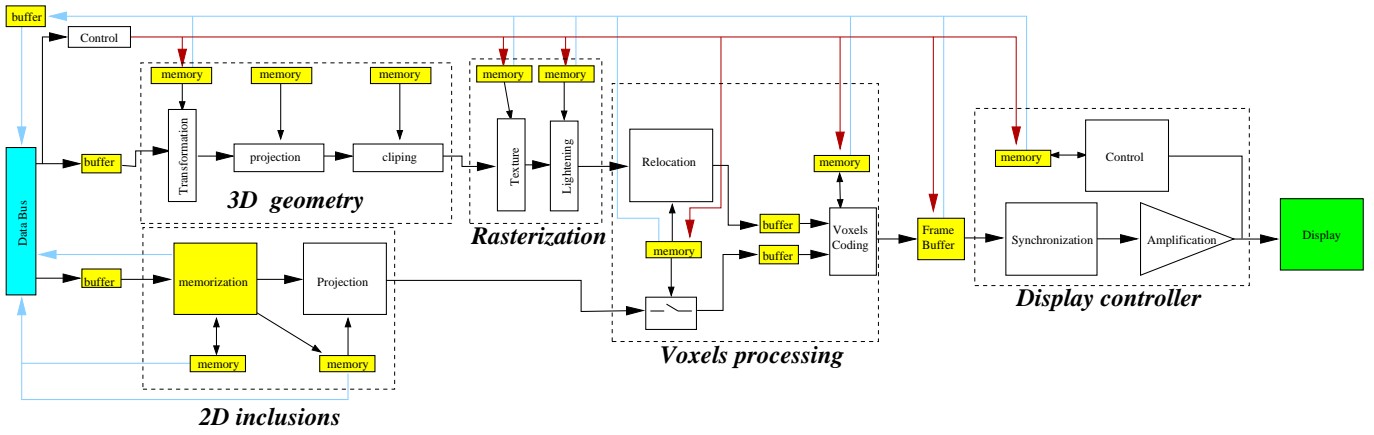 buffer
Control
memory
memory
memory
memory
memory
buffer
Transformation
projection
cliping
3D geometry
Texture
Lightening
Rasterization
Data Bus
Relocation
memory
buffer
buffer
memory
Voxels
Coding
Voxels processing
Frame
Buffer
memory
Control
Synchronization
Amplification
Display controller
Display
buffer
memorization
Projection
memory
memory
2D inclusions